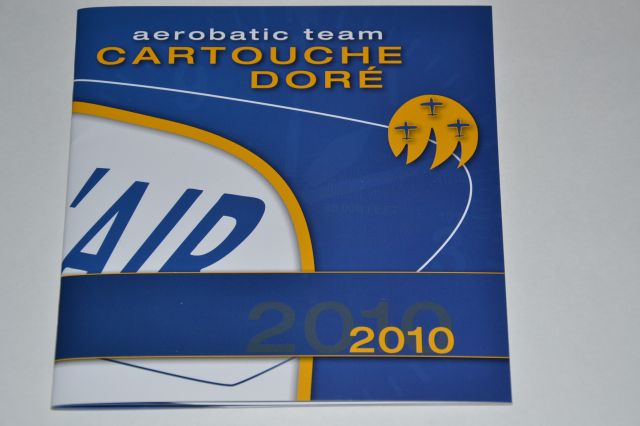 aerobatic team
CARTOUCHE
DORÉ
'AIR
2010
2010